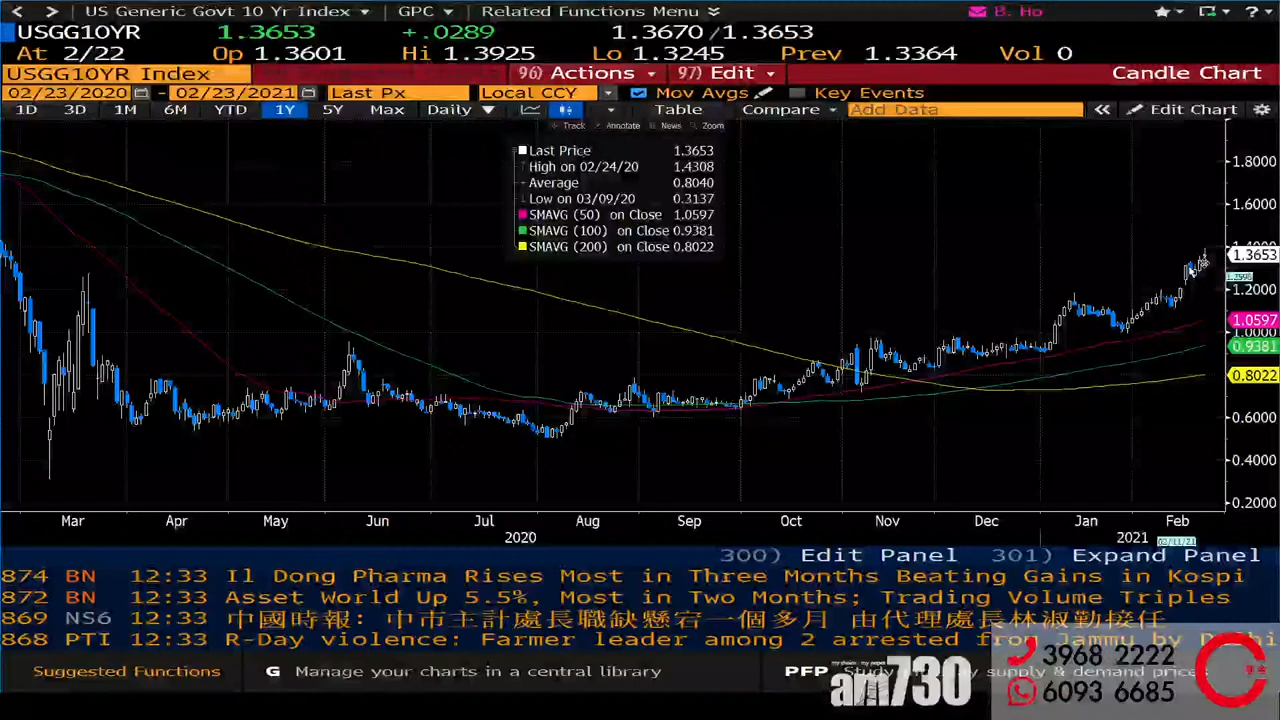 US Generic Govt 10 Yr Index GPC Related Functions Menu B. Ho
USGG10YR 1.3653 +.0289 1.3670/1.3653
At 2/22 Op 1.3601 Hi 1.3925 Lo 1.3245 Prev 1.3364 Vol 0
USGG10YR Index 96) Actions 97) Edit Candle Chart
02/23/2020 - 02/23/2021 Last Px Local CCY Mov Avgs Key Events
1D 3D 1M 6M YTD 1Y 5Y Max Daily Table Compare Add Data Edit Chart
Track Annotate News Zoom
Last Price 1.3653
High on 02/24/20 1.4308
Average 0.8040
Low on 03/09/20 0.3137
SMAVG (50) on Close 1.0597
SMAVG (100) on Close 0.9381
SMAVG (200) on Close 0.8022
1.8000
1.6000
1.3653
1.2000
1.0597
1.0000
0.9381
0.8022
0.6000
0.4000
0.2000
Mar Apr May Jun Jul Aug Sep Oct Nov Dec Jan Feb
2020 2021 02/11/21
300) Edit Panel 301) Expand Panel
874 BN 12:33 Il Dong Pharma Rises Most in Three Months Beating Gains in Kospi
872 BN 12:33 Asset World Up 5.5%, Most in Two Months; Trading Volume Triples
869 NS6 12:33 中國時報: 中市主計處長職缺懸宕一個多月 由代理處長林淑勤接任
868 PTI 12:33 R-Day violence: Farmer leader among 2 arrested from Jammu by Delhi
Suggested Functions G Manage your charts in a central library PFP Study supply & demand price
am730
3968 2222
6093 6685